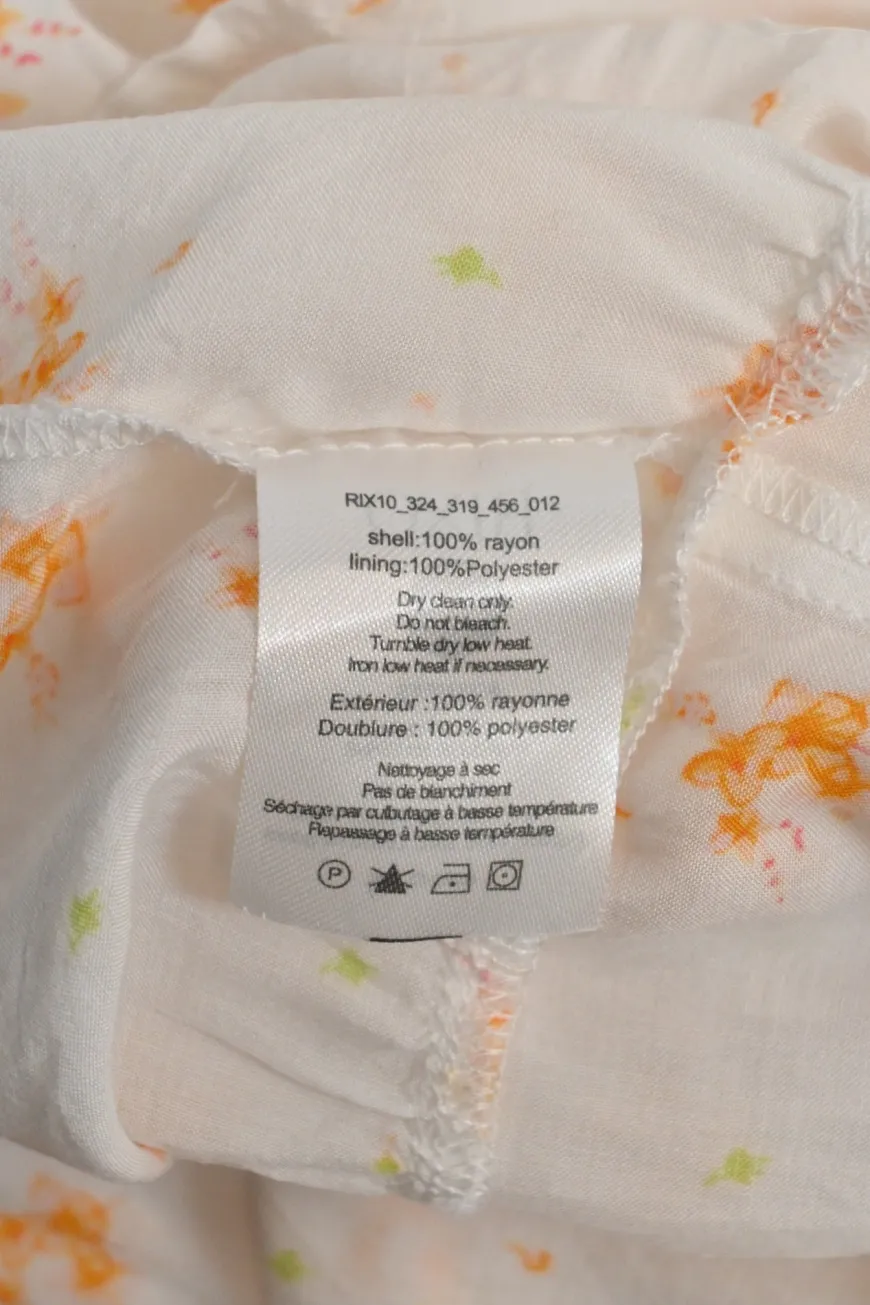 RIX10_324_319_456_012
shell:100% rayon
lining:100%Polyester
Dry clean only.
Do not bleach.
Tumble dry low heat.
Iron low heat if necessary.
Extérieur :100% rayonne
Doublure : 100% polyester
Nettoyage à sec
Pas de blanchiment
Séchage par culbutage à basse température
Repassage à basse température
P